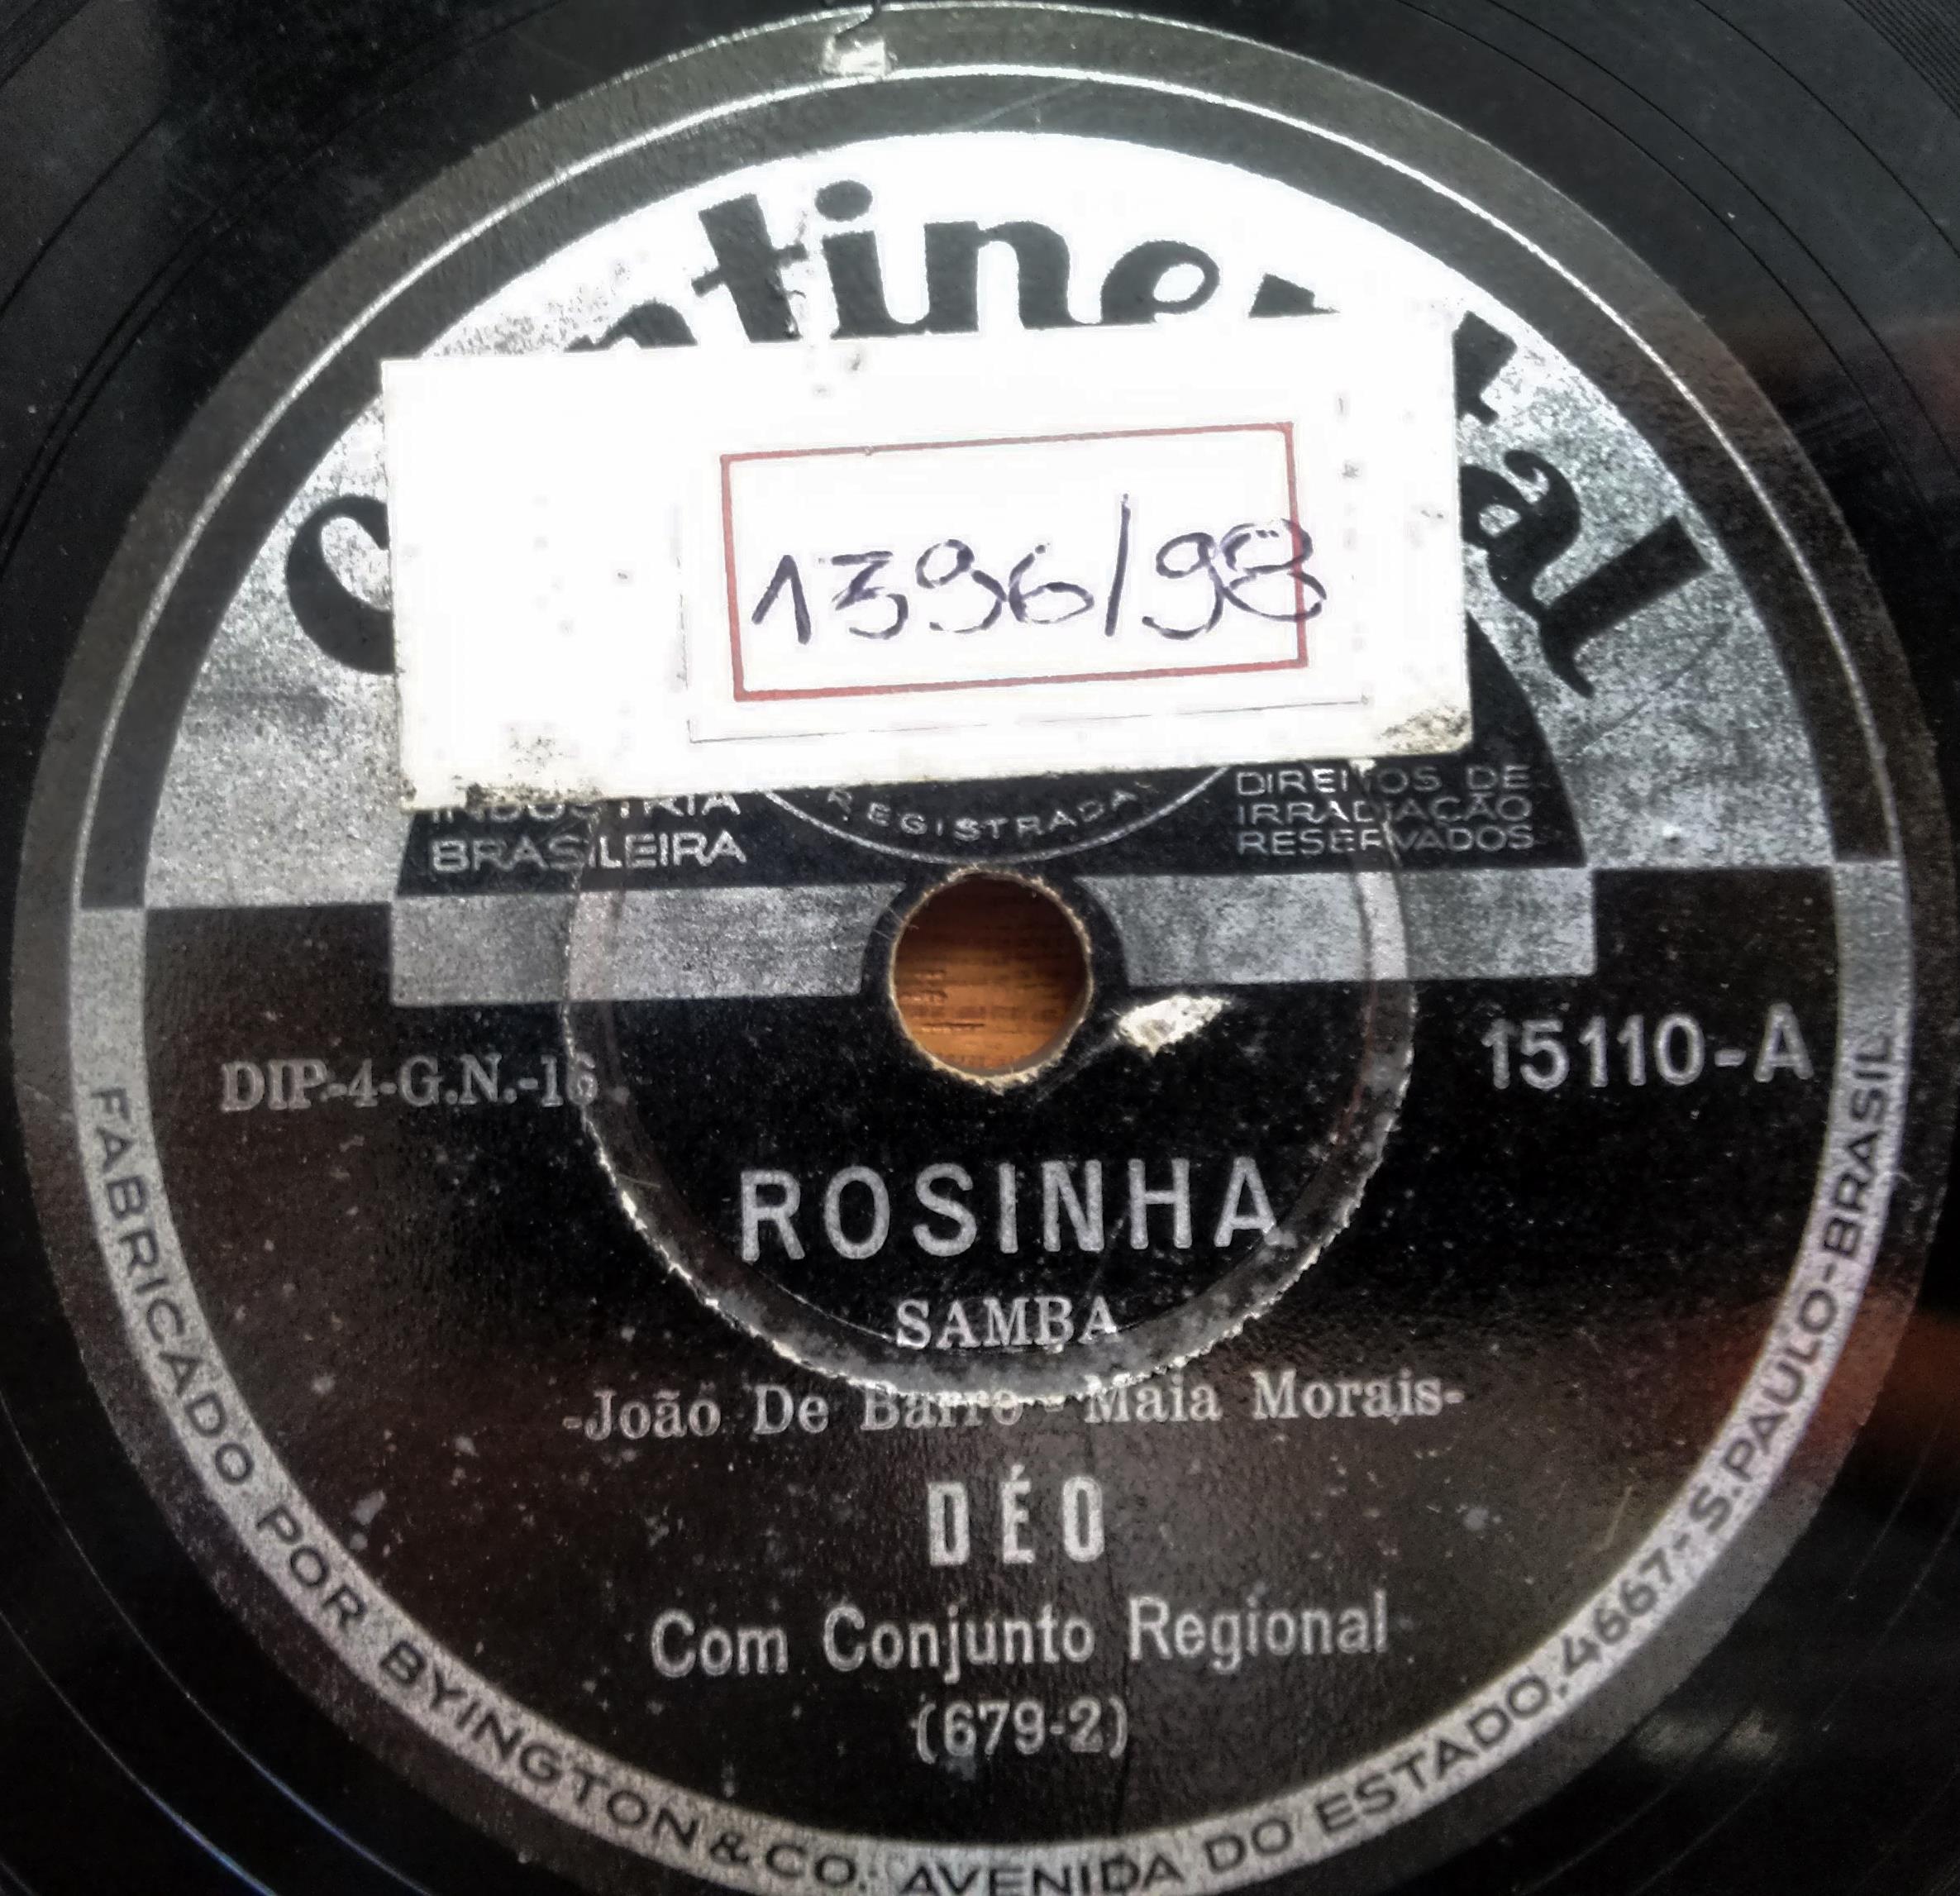 Continental
1396/98
INDUSTRIA
BRASILEIRA
REGISTRADA
DIREITOS DE
IRRADIAÇÃO
RESERVADOS
DIP-4-G.N.-16
15110-A
ROSINHA
SAMBA
-João De Barro - Maia Morais-
DÉO
Com Conjunto Regional
(679-2)
FABRICADO POR BYINGTON & CO. AVENIDA DO ESTADO, 4667-S.PAULO-BRASIL